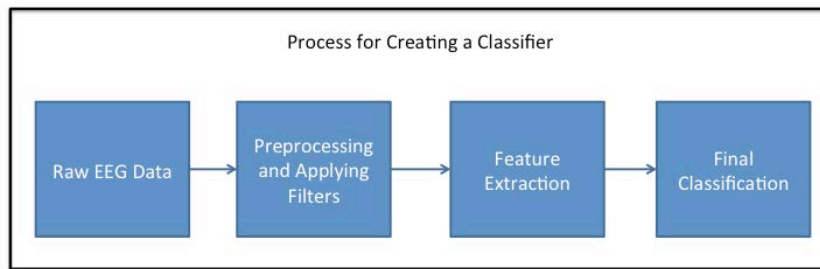 Process for Creating a Classifier
Raw EEG Data
Preprocessing
and Applying
Filters
Feature
Extraction
Final
Classification